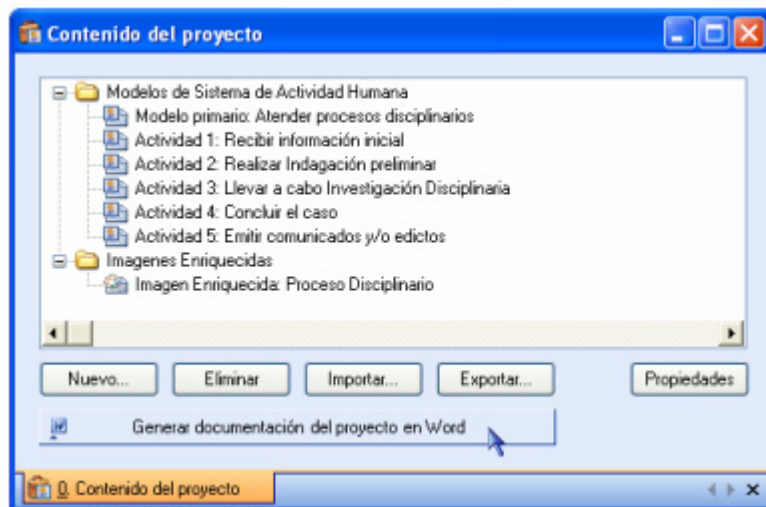 Contenido del proyecto
Modelos de Sistema de Actividad Humana
Modelo primario: Atender procesos disciplinarios
Actividad 1: Recibir información inicial
Actividad 2: Realizar Indagación preliminar
Actividad 3: Llevar a cabo Investigación Disciplinaria
Actividad 4: Concluir el caso
Actividad 5: Emitir comunicados y/o edictos
Imagenes Enriquecidas
Imagen Enriquecida: Proceso Disciplinario
Nuevo... Eliminar Importar... Exportar... Propiedades
Generar documentación del proyecto en Word
0. Contenido del proyecto